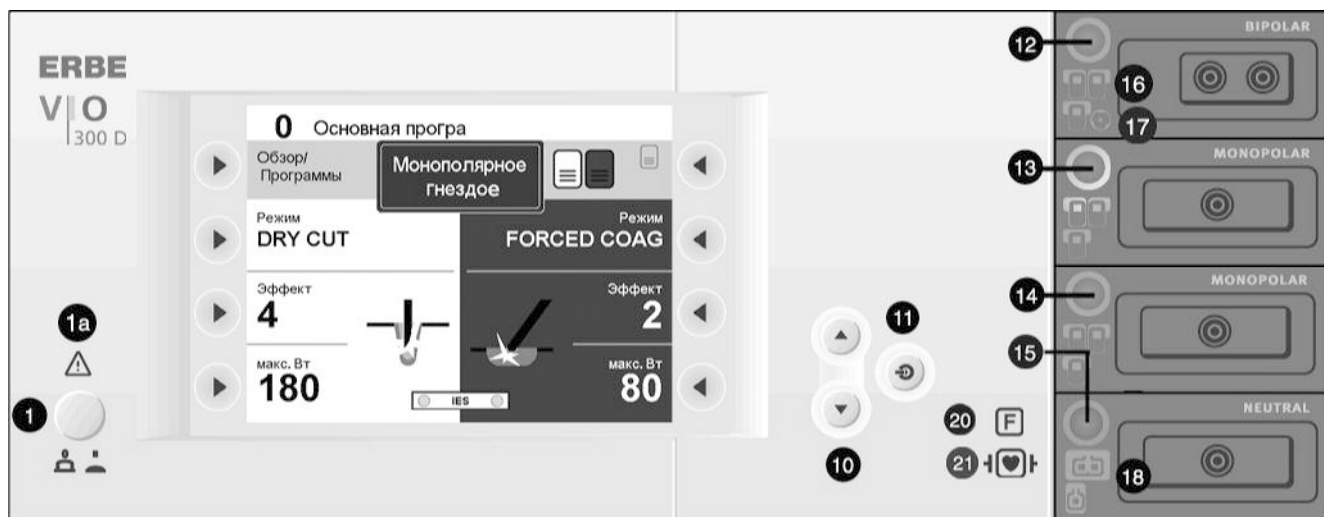 ERBE
VIO
300 D
0 Основная програ
Обзор/
Программы
Монополярное
гнездое
Режим
DRY CUT
Режим
FORCED COAG
Эффект
4
Эффект
2
макс. Вт
180
макс. Вт
80
IES
1a
1
11
10
20
F
21
12
BIPOLAR
16
17
13
MONOPOLAR
14
MONOPOLAR
15
NEUTRAL
18